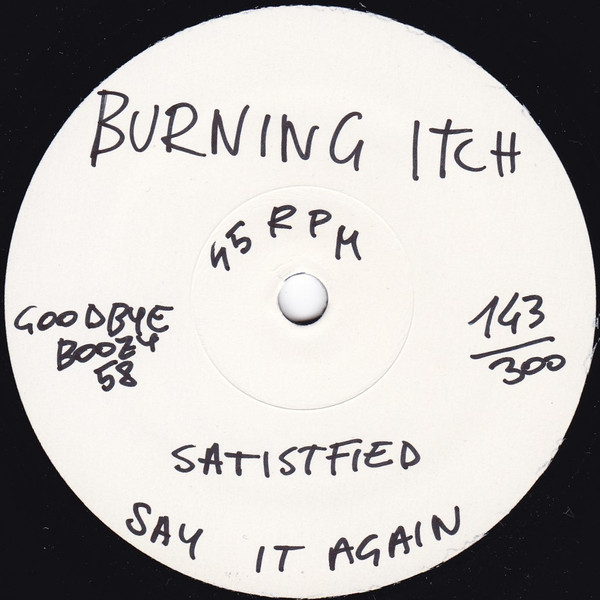 BURNING ITCH
45 RPM
GOODBYE
BOOZY
58
143
300
SATISTFIED
SAY IT AGAIN